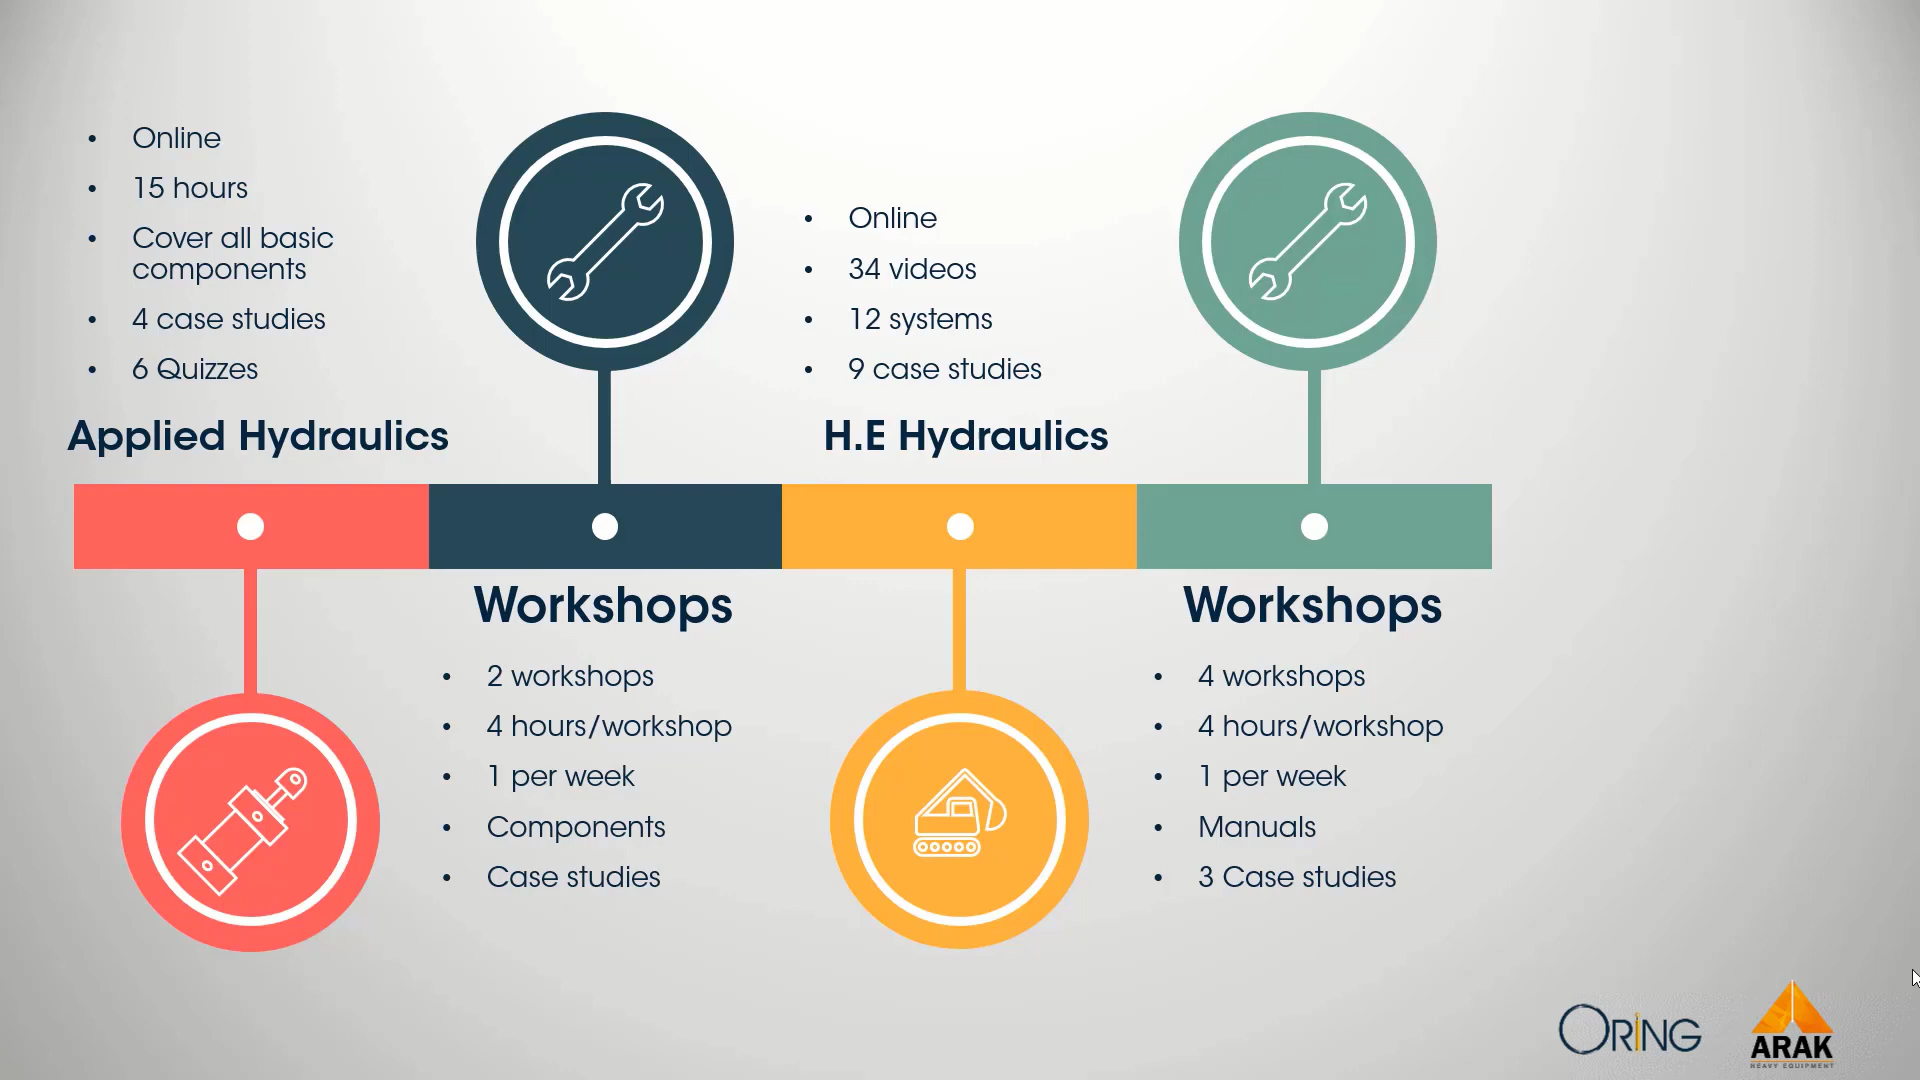 Online
15 hours
Cover all basic
components
4 case studies
6 Quizzes
Applied Hydraulics
Workshops
2 workshops
4 hours/workshop
1 per week
Components
Case studies
Online
34 videos
12 systems
9 case studies
H.E Hydraulics
Workshops
4 workshops
4 hours/workshop
1 per week
Manuals
3 Case studies
ORING
ARAK
HEAVY EQUIPMENT